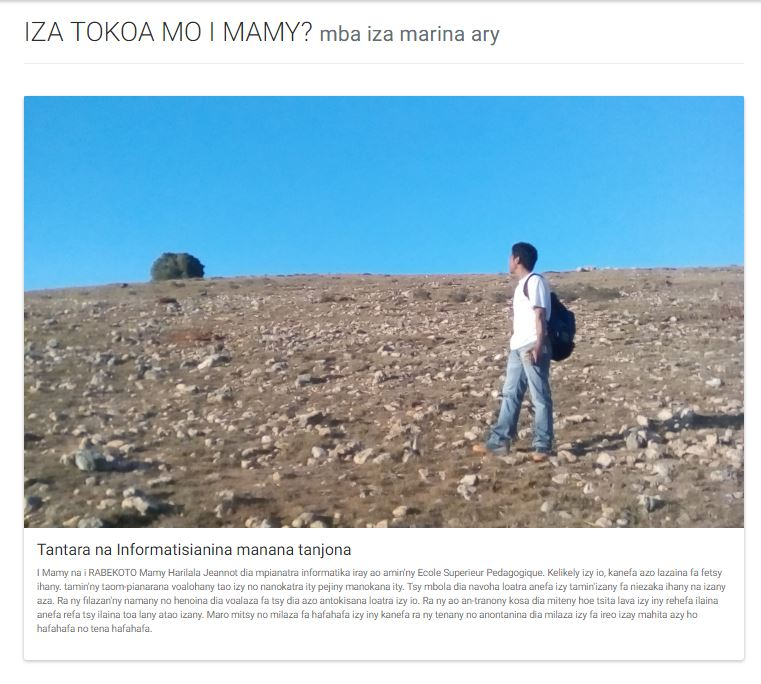 IZA TOKOA MO I MAMY? mba iza marina ary
Tantara na Informatisianina manana tanjona
I Mamy na i RABEKOTO Mamy Harilala Jeannot dia mpianatra informatika iray ao amin'ny Ecole Superieur Pedagogique. Kelikely izy io, kanefa azo lazaina fa fetsy
ihany. tamin'ny taom-pianarana voalohany tao izy no nanokatra ity pejiny manokana ity. Tsy mbola dia navoha loatra anefa izy tamin'izany fa niezaka ihany na izany
aza. Ra ny filazan'ny namany no henoina dia voalaza fa tsy dia azo antokisana loatra izy io. Ra ny ao an-tranony kosa dia miteny hoe tsita lava izy iny rehefa ilaina
anefa refa tsy ilaina toa lany atao izany. Maro mitsy no milaza fa hafahafa izy iny kanefa ra ny tenany no anontanina dia milaza izy fa ireo izay mahita azy ho
hafahafa no tena hafahafa.